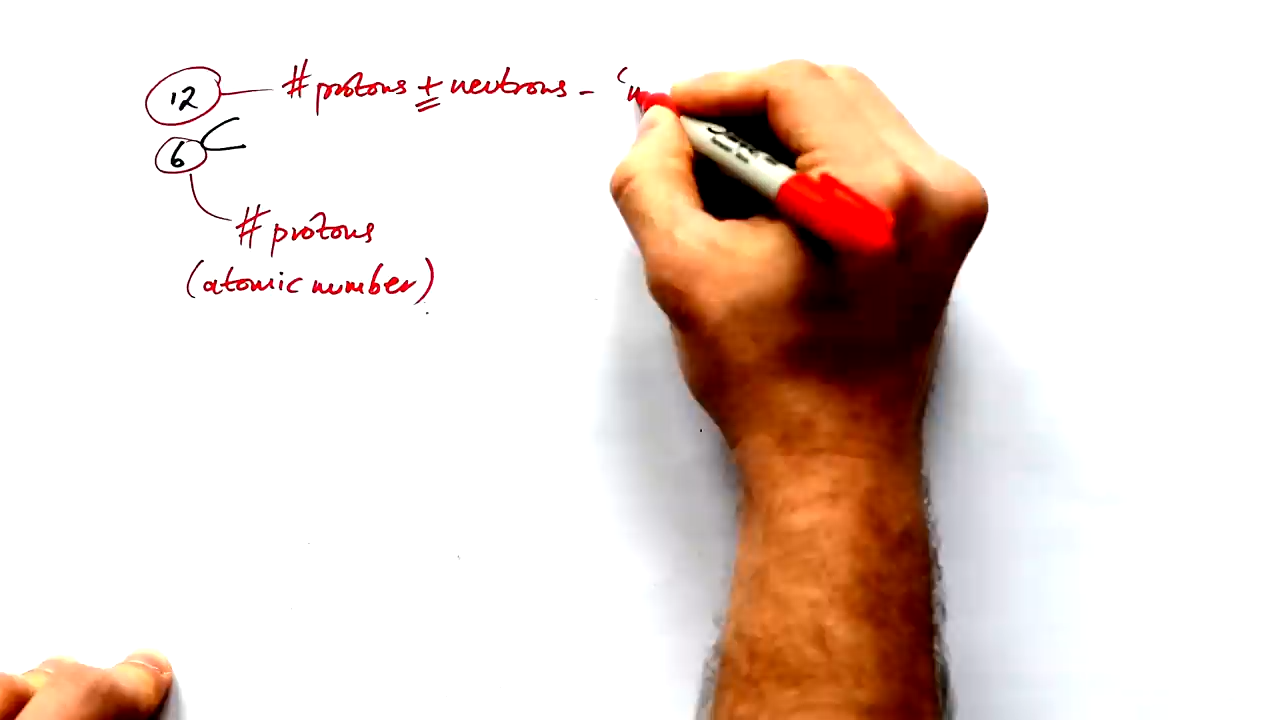 12 — #protons + neutrons -
6 C
#protons
(atomic number)